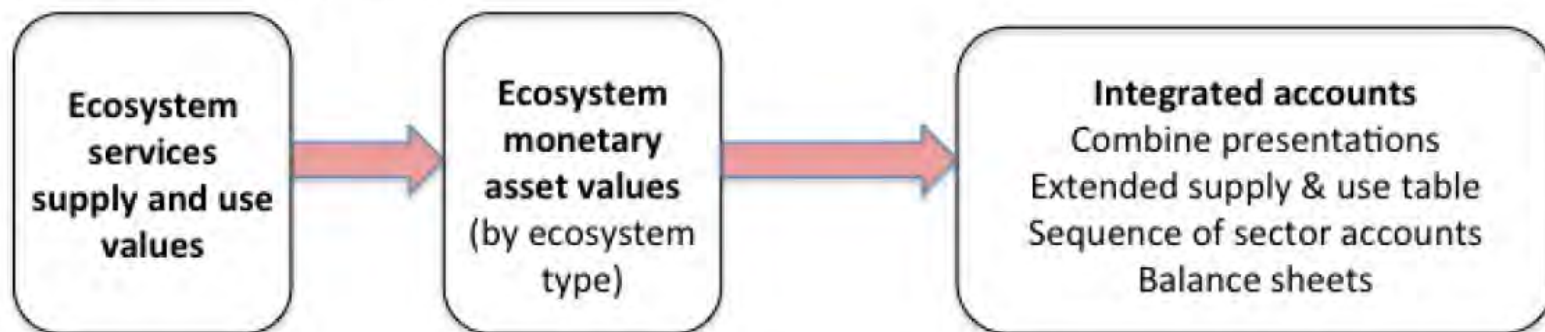 Ecosystem
services
supply and use
values
Ecosystem
monetary
asset values
(by ecosystem
type)
Integrated accounts
Combine presentations
Extended supply & use table
Sequence of sector accounts
Balance sheets